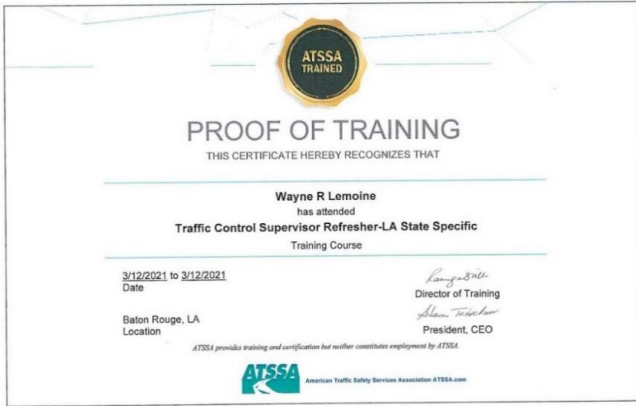 ATSSA
TRAINED
PROOF OF TRAINING
THIS CERTIFICATE HEREBY RECOGNIZES THAT
Wayne R Lemoine
has attended
Traffic Control Supervisor Refresher-LA State Specific
Training Course
3/12/2021 to 3/12/2021
Date
Director of Training
Baton Rouge, LA
Location
President, CEO
ATSSA provides training and certification but neither constitutes employment by ATSSA.
ATSSA
American Traffic Safety Services Association ATSSA.com